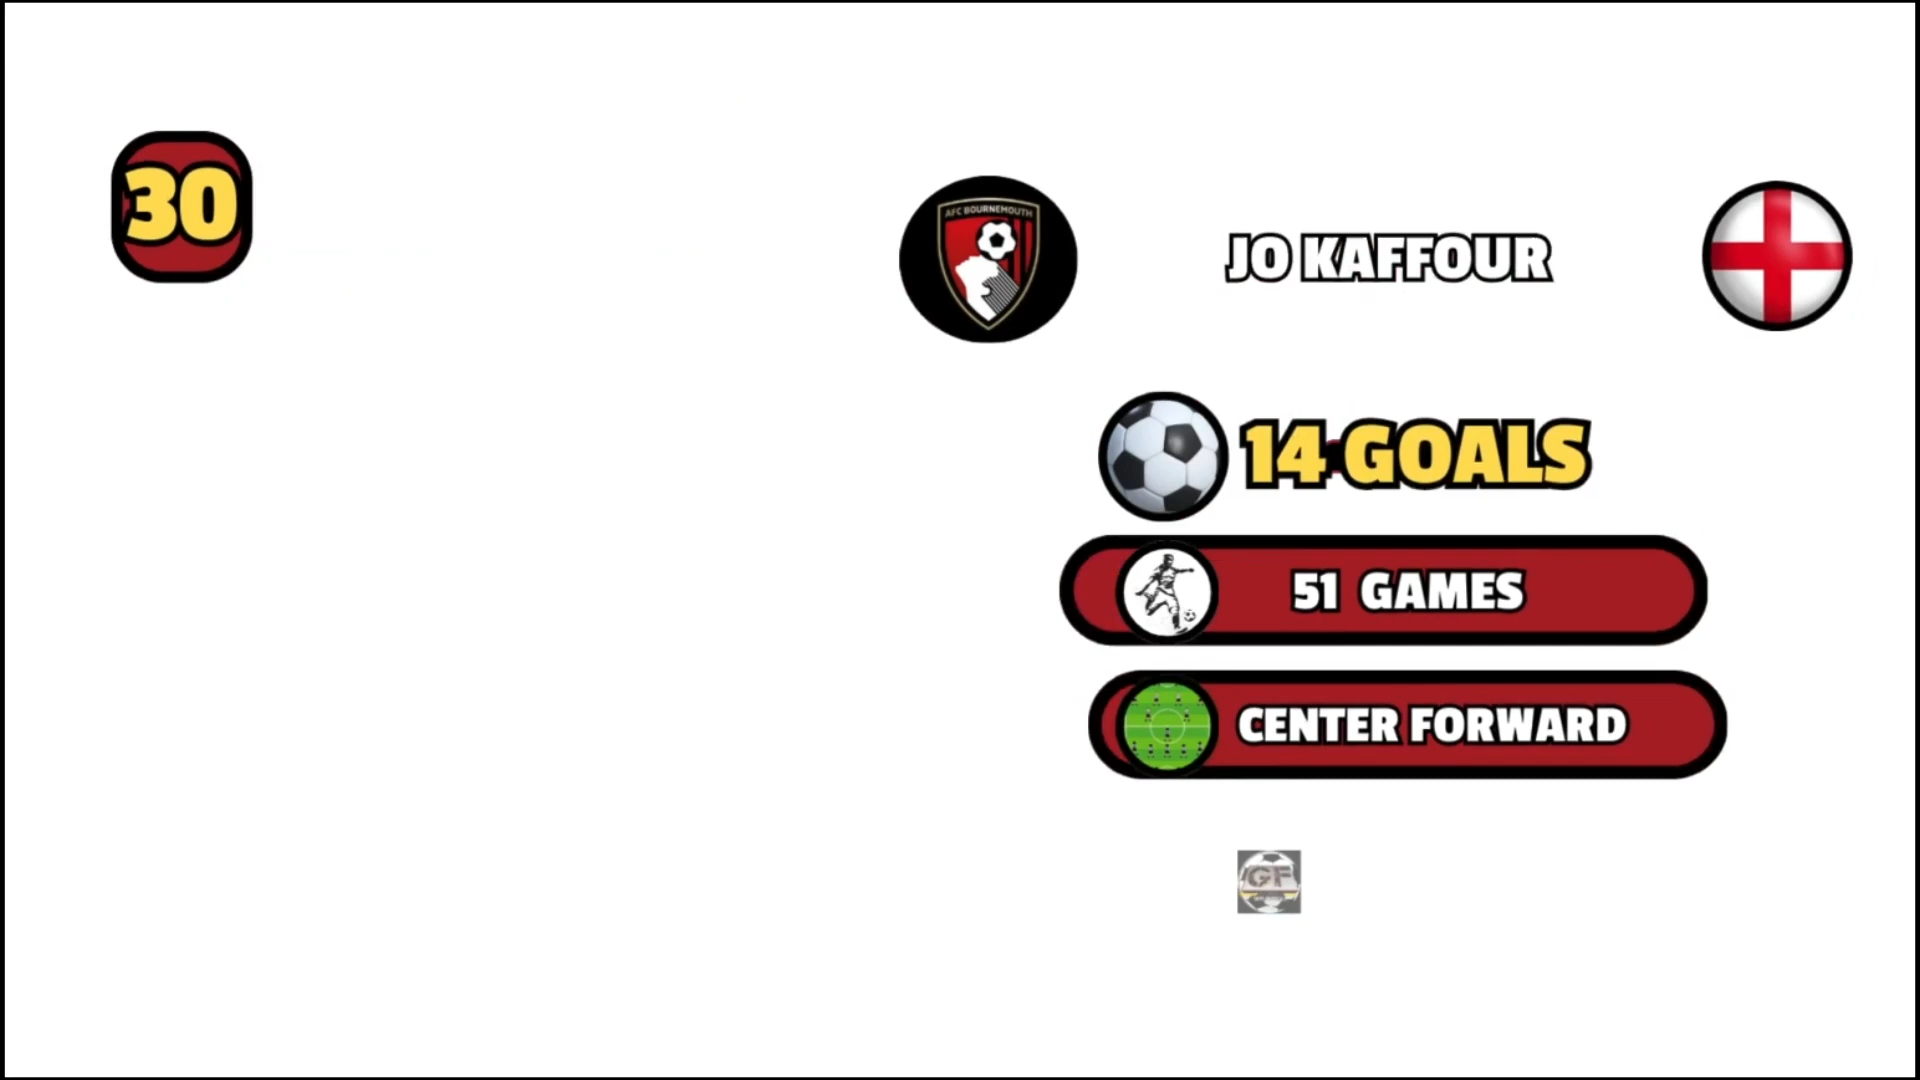 30
AFC BOURNEMOUTH
JO KAFFOUR
14 GOALS
51 GAMES
CENTER FORWARD
GF